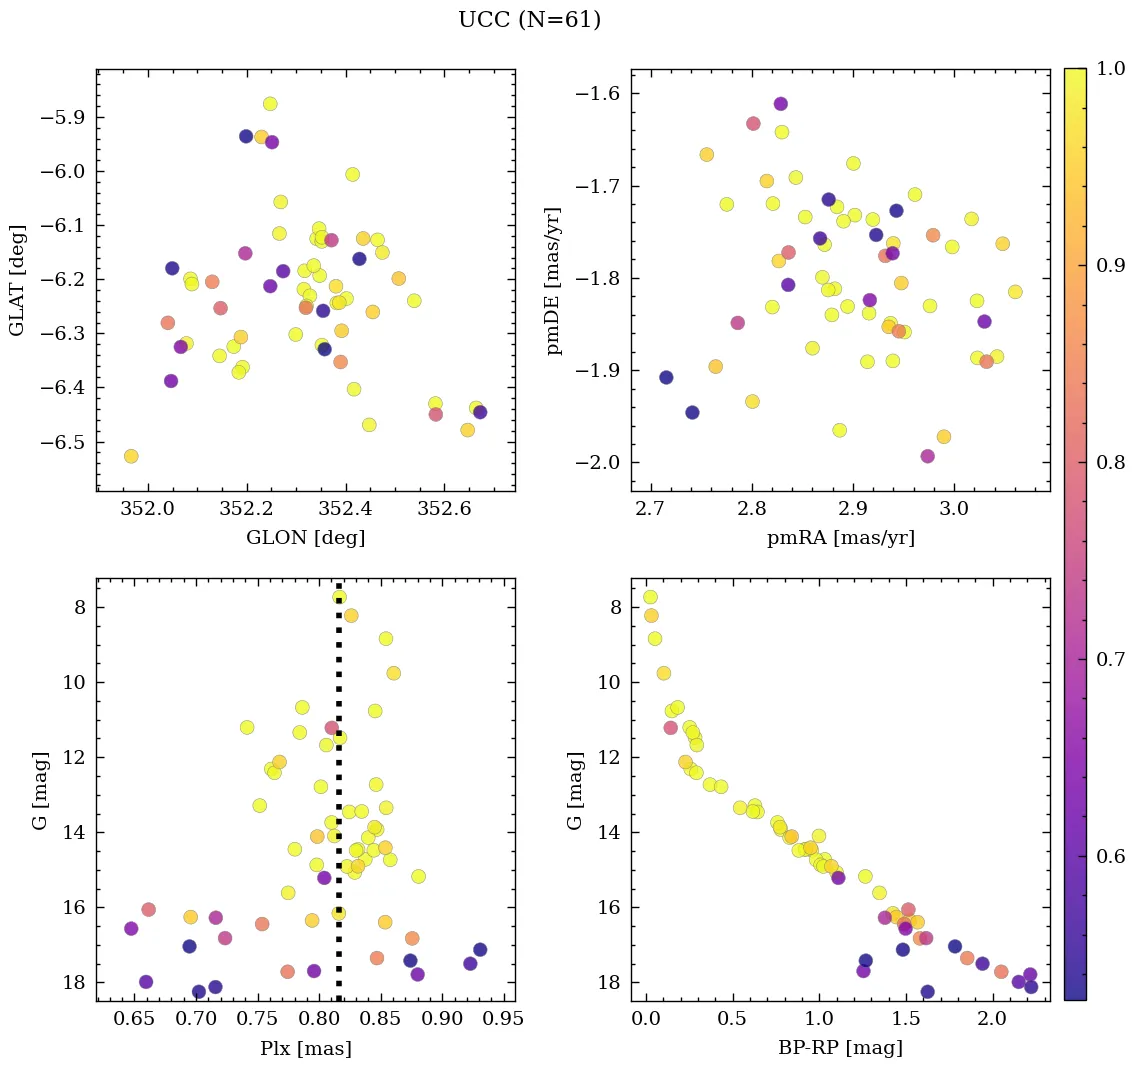 UCC (N=61)
−5.9
−6.0
−6.1
−6.2
−6.3
−6.4
−6.5
GLAT [deg]
352.0 352.2 352.4 352.6
GLON [deg]
−1.6
−1.7
−1.8
−1.9
−2.0
pmDE [mas/yr]
2.7 2.8 2.9 3.0
pmRA [mas/yr]
8
10
12
14
16
18
G [mag]
0.65 0.70 0.75 0.80 0.85 0.90 0.95
Plx [mas]
8
10
12
14
16
18
G [mag]
0.0 0.5 1.0 1.5 2.0
BP-RP [mag]
1.0
0.9
0.8
0.7
0.6